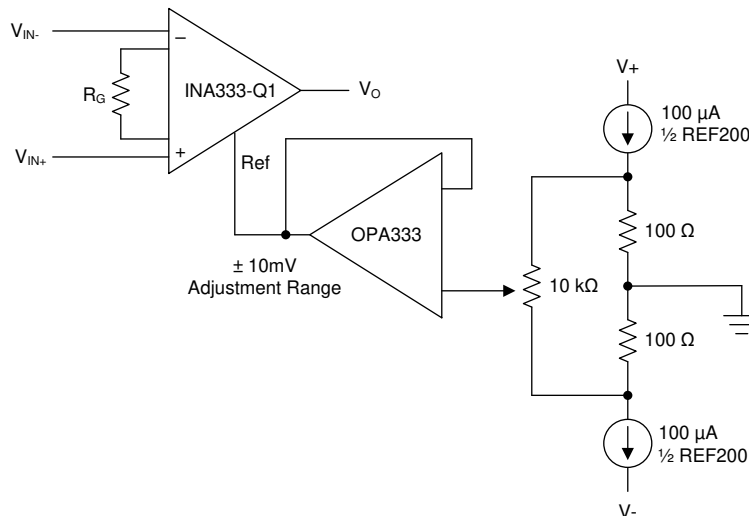 VIN-
−
RG
INA333-Q1
VO
+
VIN+
Ref
OPA333
± 10mV
Adjustment Range
V+
100 µA
½ REF200
100 Ω
10 kΩ
100 Ω
100 µA
½ REF200
V-